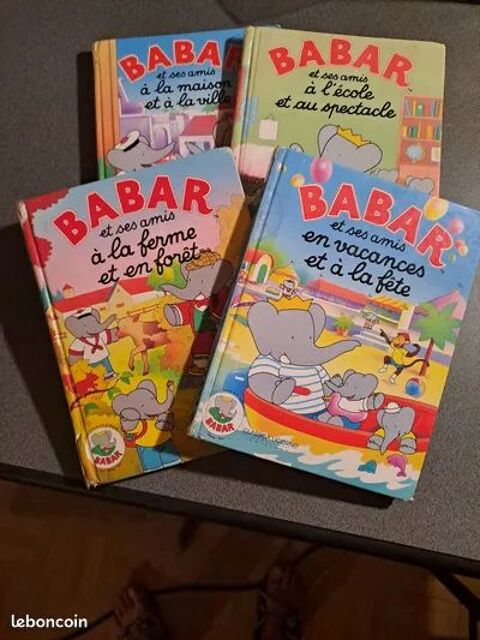 BABAR
et ses amis
à la maison
et à la ville
BABAR
et ses amis
à l'école
et au spectacle
BABAR
et ses amis
à la ferme
et en forêt
BABAR
BABAR
et ses amis
en vacances
et à la fête
BABAR
leboncoin